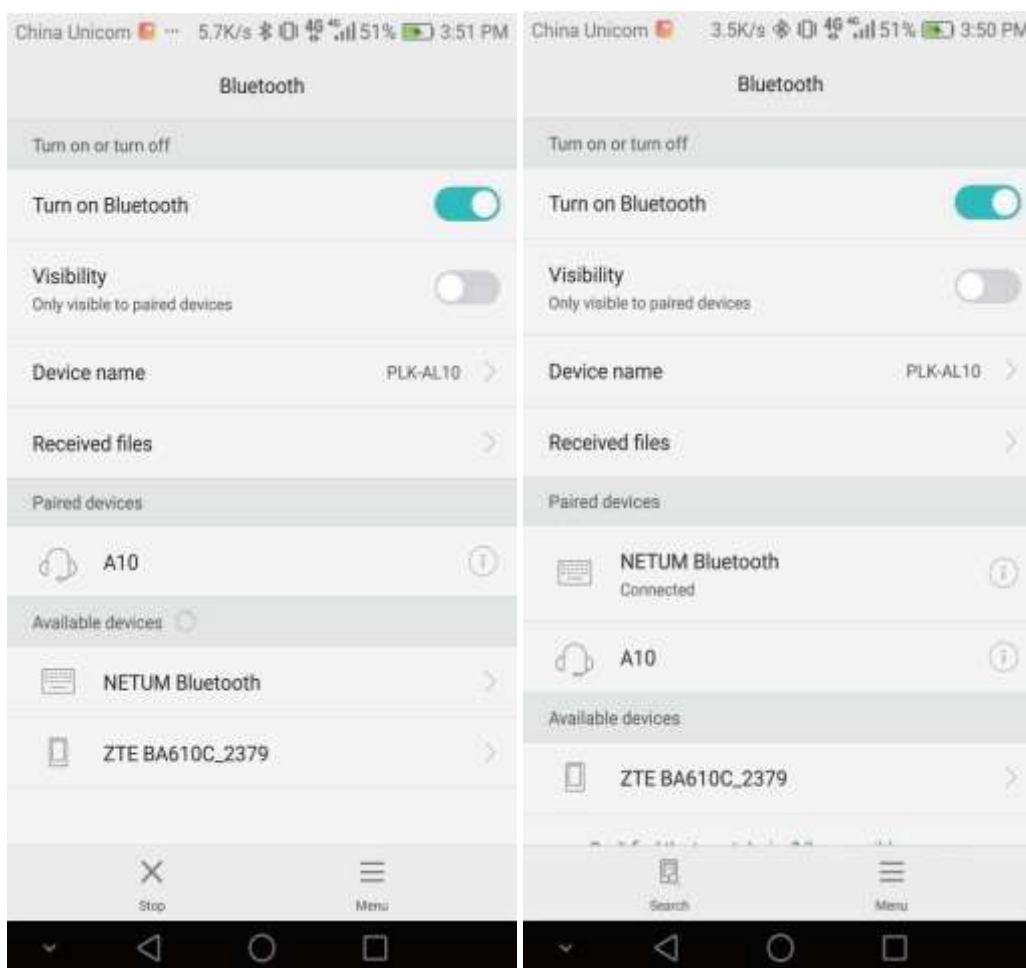 China Unicom ... 5.7K/s 4G 51% 3:51 PM
Bluetooth
Turn on or turn off
Turn on Bluetooth
Visibility
Only visible to paired devices
Device name PLK-AL10
Received files
Paired devices
A10
Available devices
NETUM Bluetooth
ZTE BA610C_2379
Stop Menu
China Unicom 3.5K/s 4G 51% 3:50 PM
Bluetooth
Turn on or turn off
Turn on Bluetooth
Visibility
Only visible to paired devices
Device name PLK-AL10
Received files
Paired devices
NETUM Bluetooth
Connected
A10
Available devices
ZTE BA610C_2379
Search Menu